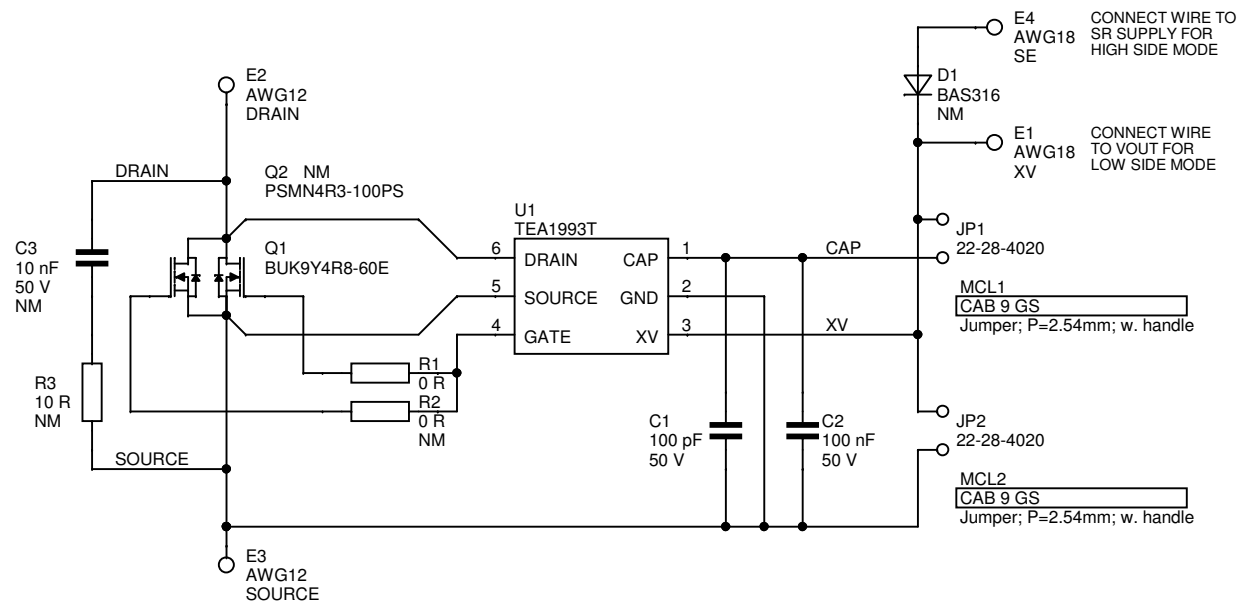 E4
AWG18
SE
CONNECT WIRE TO
SR SUPPLY FOR
HIGH SIDE MODE
D1
BAS316
NM
E2
AWG12
DRAIN
E1
AWG18
XV
CONNECT WIRE
TO VOUT FOR
LOW SIDE MODE
DRAIN
Q2 NM
PSMN4R3-100PS
U1
TEA1993T
JP1
22-28-4020
C3
10 nF
50 V
NM
Q1
BUK9Y4R8-60E
6
DRAIN
CAP
1
CAP
5
SOURCE
GND
2
4
GATE
XV
3
XV
MCL1
CAB 9 GS
Jumper; P=2.54mm; w. handle
R1
0 R
R2
0 R
NM
R3
10 R
NM
C1
100 pF
50 V
C2
100 nF
50 V
JP2
22-28-4020
SOURCE
MCL2
CAB 9 GS
Jumper; P=2.54mm; w. handle
E3
AWG12
SOURCE